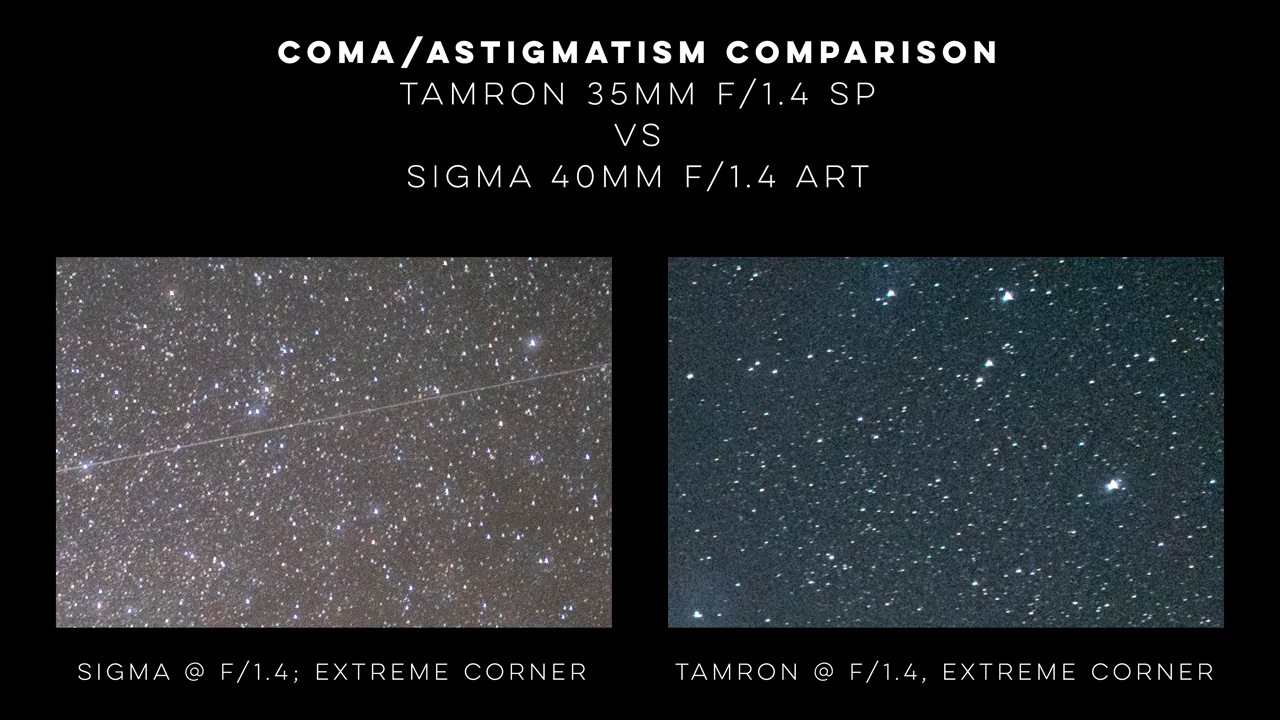 COMA/ASTIGMATISM COMPARISON
TAMRON 35MM F/1.4 SP
VS
SIGMA 40MM F/1.4 ART
SIGMA @ F/1.4; EXTREME CORNER
TAMRON @ F/1.4, EXTREME CORNER